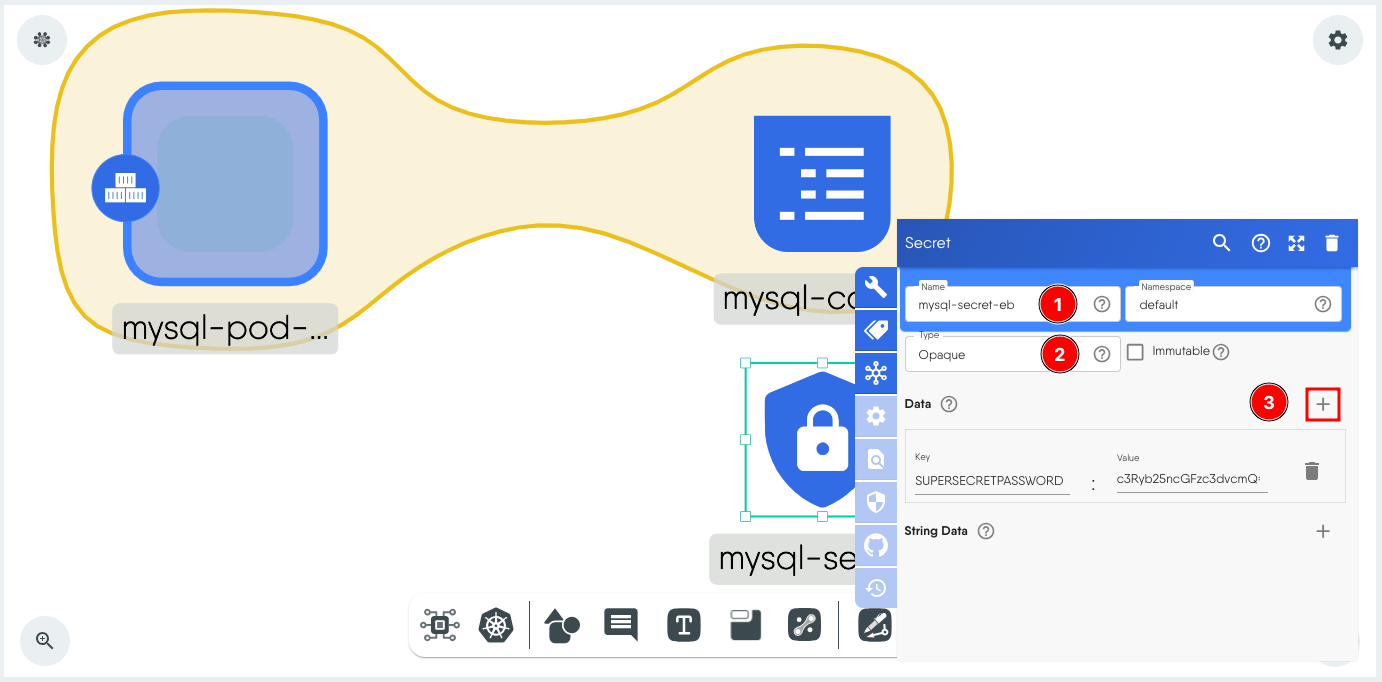 mysql-pod-...
mysql-co
mysql-se
Secret
Name
mysql-secret-eb
1
Namespace
default
Type
Opaque
2
Immutable
Data
3
Key
SUPERSECRETPASSWORD
:
Value
c3Ryb25ncGFzc3dvcmQ=
String Data
T